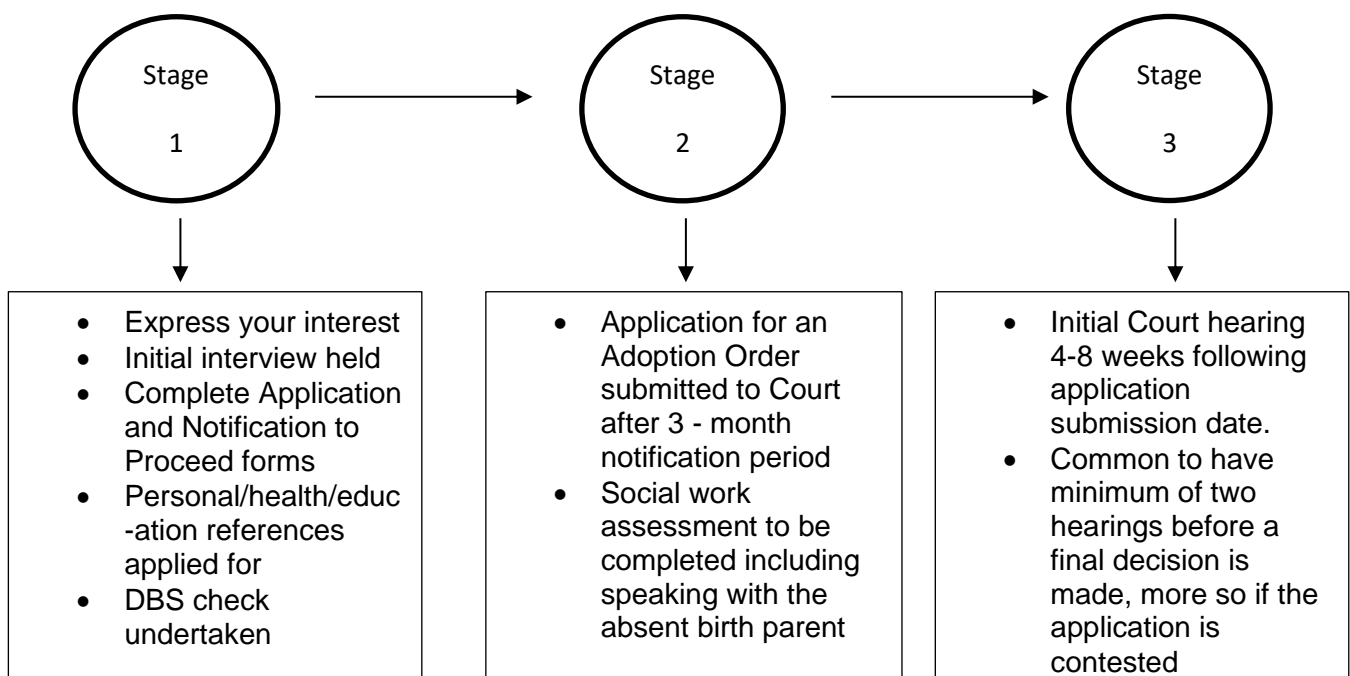 Stage
1
Stage
2
Stage
3
• Express your interest
• Initial interview held
• Complete Application
and Notification to
Proceed forms
• Personal/health/educ
-ation references
applied for
• DBS check
undertaken
• Application for an
Adoption Order
submitted to Court
after 3 - month
notification period
• Social work
assessment to be
completed including
speaking with the
absent birth parent
• Initial Court hearing
4-8 weeks following
application
submission date.
• Common to have
minimum of two
hearings before a
final decision is
made, more so if the
application is
contested